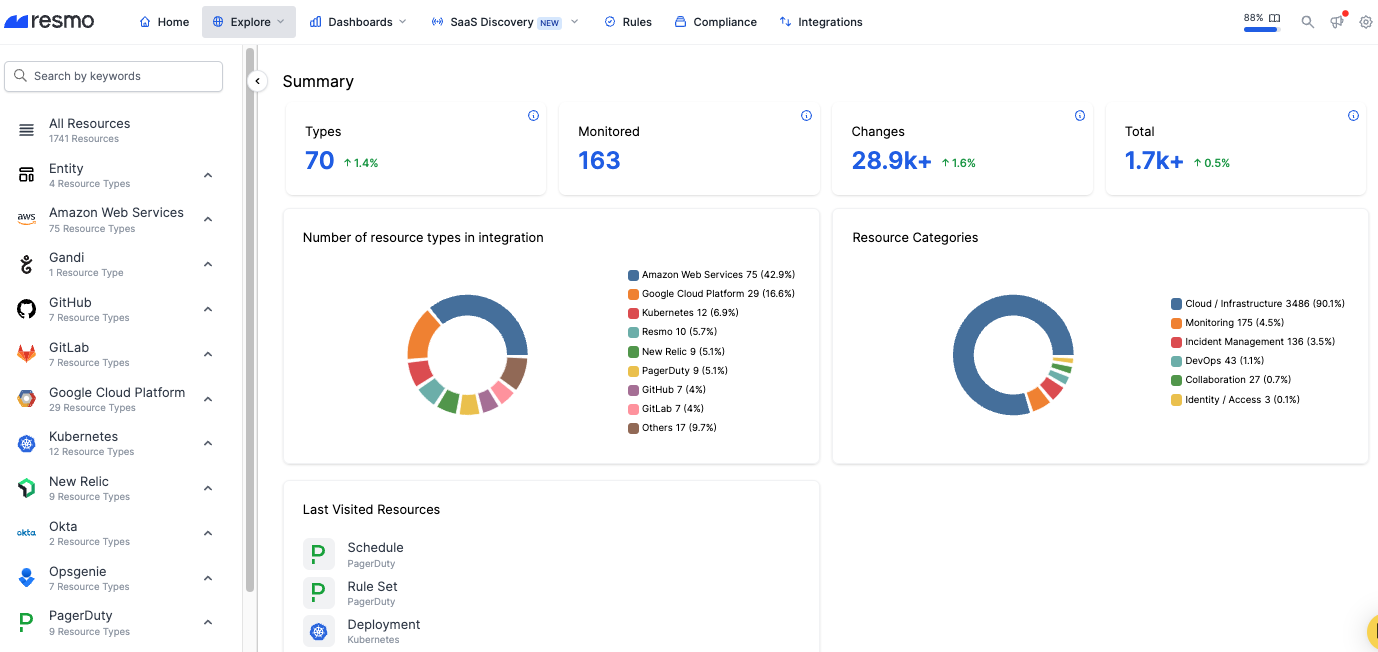 resmo
Home
Explore
Dashboards
SaaS Discovery NEW
Rules
Compliance
Integrations
88%
Search by keywords
All Resources
1741 Resources
Entity
4 Resource Types
aws
Amazon Web Services
75 Resource Types
Gandi
1 Resource Type
GitHub
7 Resource Types
GitLab
7 Resource Types
Google Cloud Platform
29 Resource Types
Kubernetes
12 Resource Types
New Relic
9 Resource Types
okta
Okta
2 Resource Types
Opsgenie
7 Resource Types
PagerDuty
9 Resource Types
Summary
Types
70 ↑ 1.4%
Monitored
163
Changes
28.9k+ ↑ 1.6%
Total
1.7k+ ↑ 0.5%
Number of resource types in integration
Amazon Web Services 75 (42.9%)
Google Cloud Platform 29 (16.6%)
Kubernetes 12 (6.9%)
Resmo 10 (5.7%)
New Relic 9 (5.1%)
PagerDuty 9 (5.1%)
GitHub 7 (4%)
GitLab 7 (4%)
Others 17 (9.7%)
Resource Categories
Cloud / Infrastructure 3486 (90.1%)
Monitoring 175 (4.5%)
Incident Management 136 (3.5%)
DevOps 43 (1.1%)
Collaboration 27 (0.7%)
Identity / Access 3 (0.1%)
Last Visited Resources
Schedule
PagerDuty
Rule Set
PagerDuty
Deployment
Kubernetes